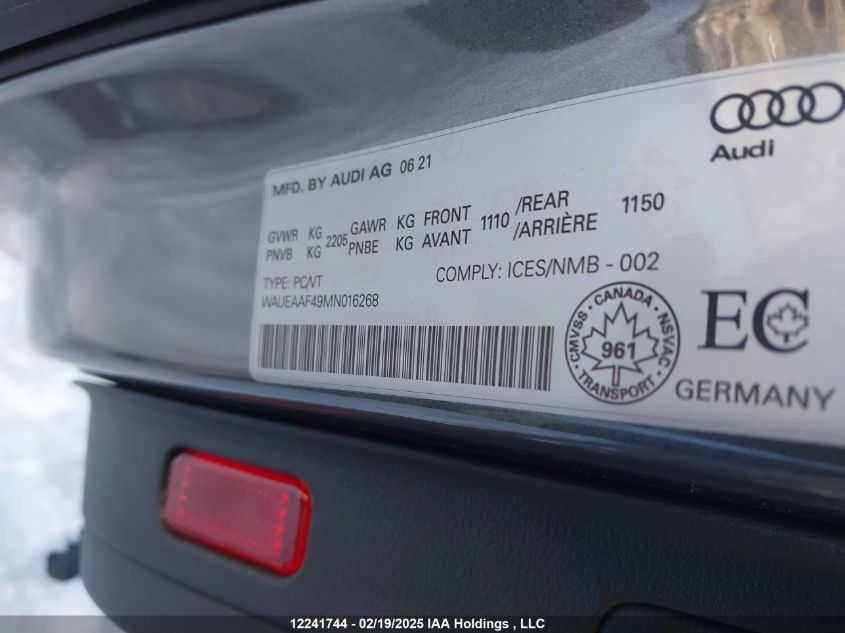 Audi
MFD. BY AUDI AG 06 21
GVWR KG 2205 GAWR KG FRONT 1110 /REAR 1150
PNVB KG PNBE KG AVANT /ARRIÈRE
COMPLY: ICES/NMB - 002
TYPE: PC/VT
WAUEAAF49MN016268
CMVSS · CANADA · NSVAC
961
TRANSPORT
EC
GERMANY
12241744 - 02/19/2025 IAA Holdings , LLC